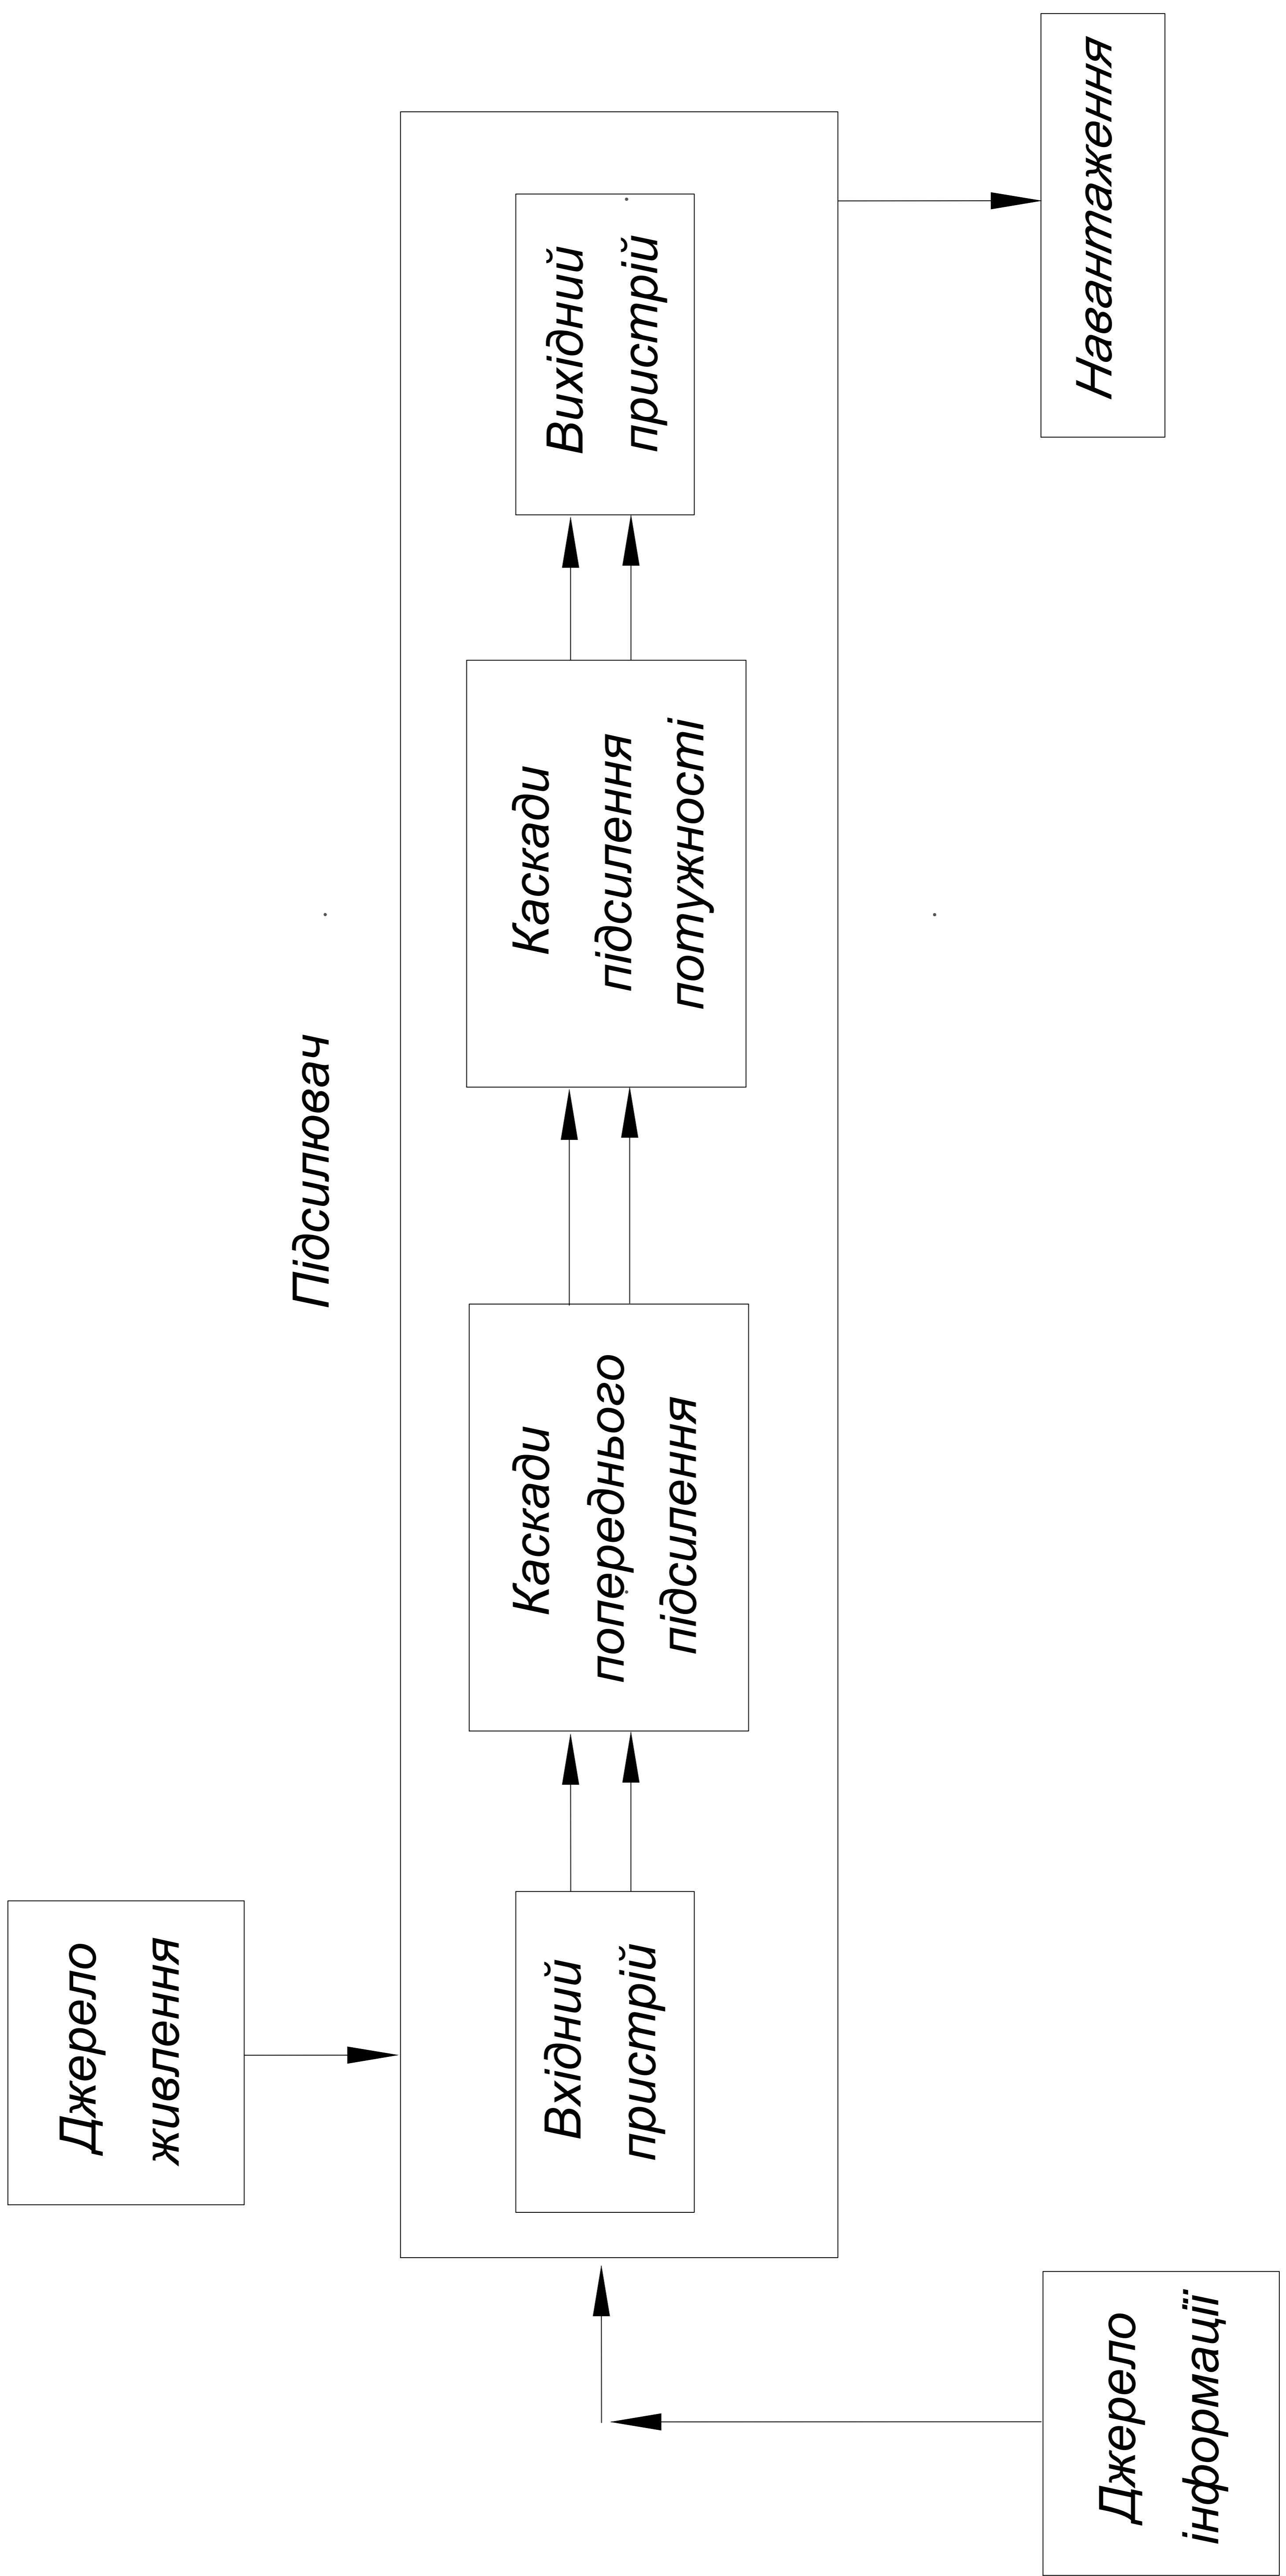 Підсилювач
Джерело
живлення
Вхідний
пристрій
Каскади
попереднього
підсилення
Каскади
підсилення
потужності
Вихідний
пристрій
Джерело
інформації
Навантаження